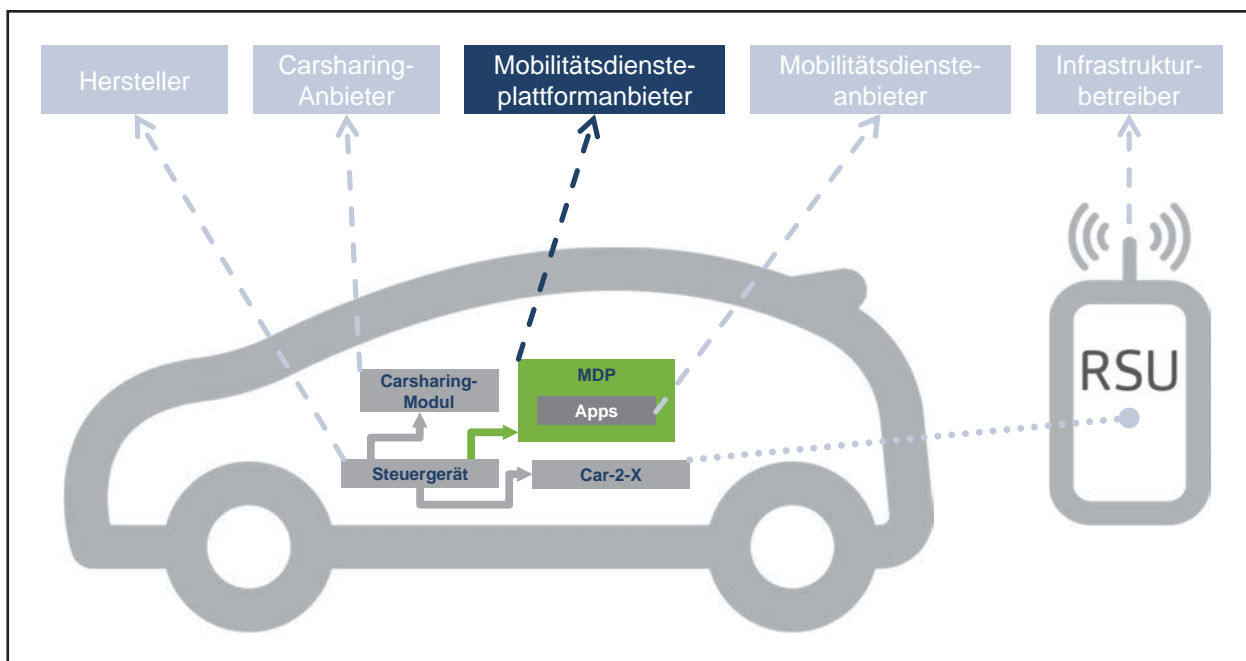 Hersteller
Carsharing-
Anbieter
Mobilitätsdienste-
plattformanbieter
Mobilitätsdienste-
anbieter
Infrastruktur-
betreiber
RSU
Carsharing-
Modul
MDP
Apps
Steuergerät
Car-2-X